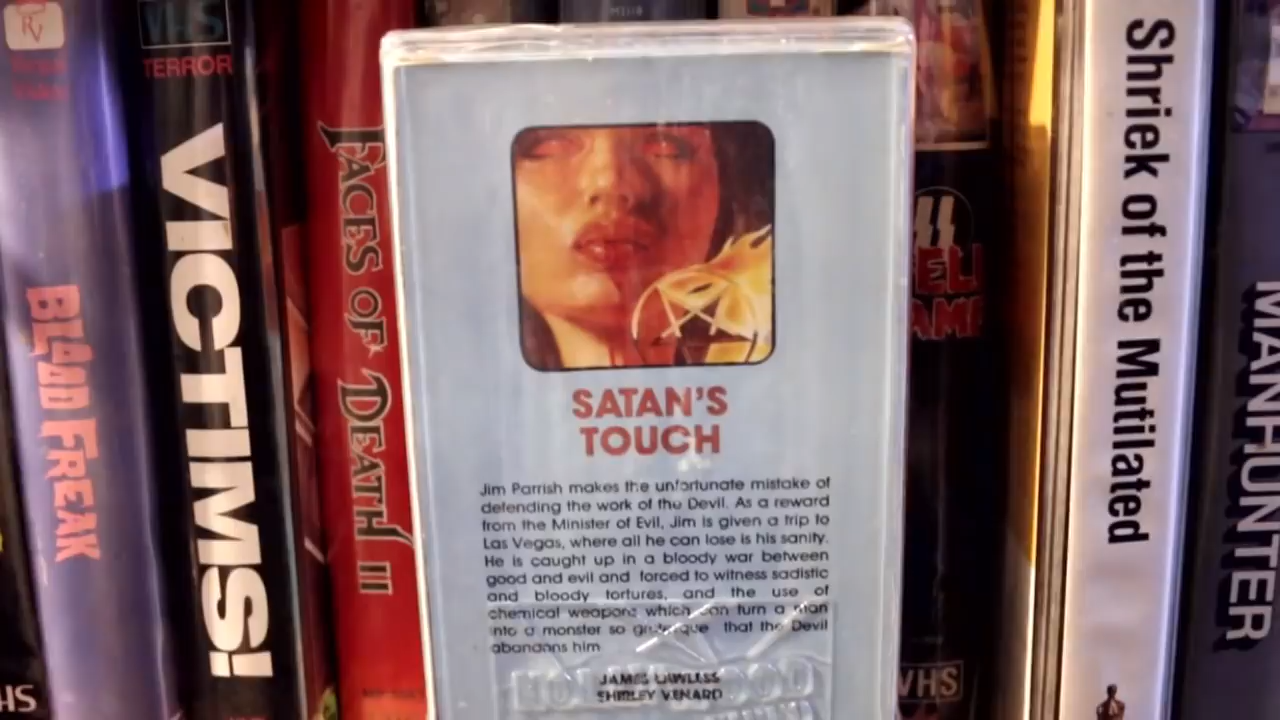 RV
BLOOD FREAK
HS
VHS
TERROR
VICTIMS!
FACES OF DEATH III
SATAN'S
TOUCH
Jim Parrish makes the unfortunate mistake of
defending the work of the Devil. As a reward
from the Minister of Evil, Jim is given a trip to
Las Vegas, where all he can lose is his sanity.
He is caught up in a bloody war between
good and evil and forced to witness sadistic
and bloody tortures, and the use of
chemical weapons which can turn a man
into a monster so grotesque that the Devil
abandons him
JAMES LAWLESS
SHIRLEY VENARD
VHS
Shriek of the Mutilated
MANHUNTER